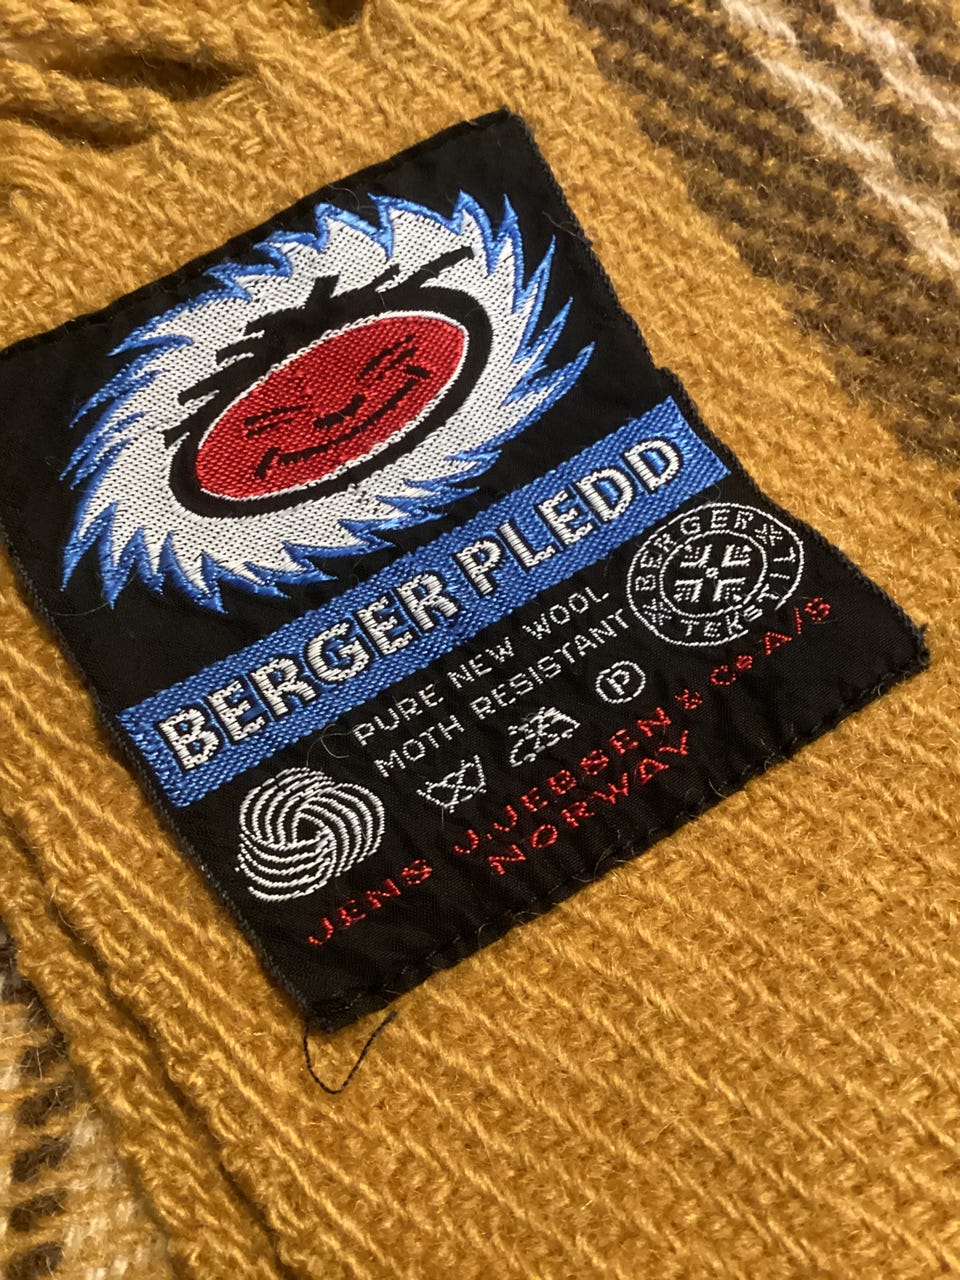 BERGER PLEDD
PURE NEW WOOL
MOTH RESISTANT
BERGER
TEKSTIL
P
JENS J.JEBSEN & Co A/S
NORWAY